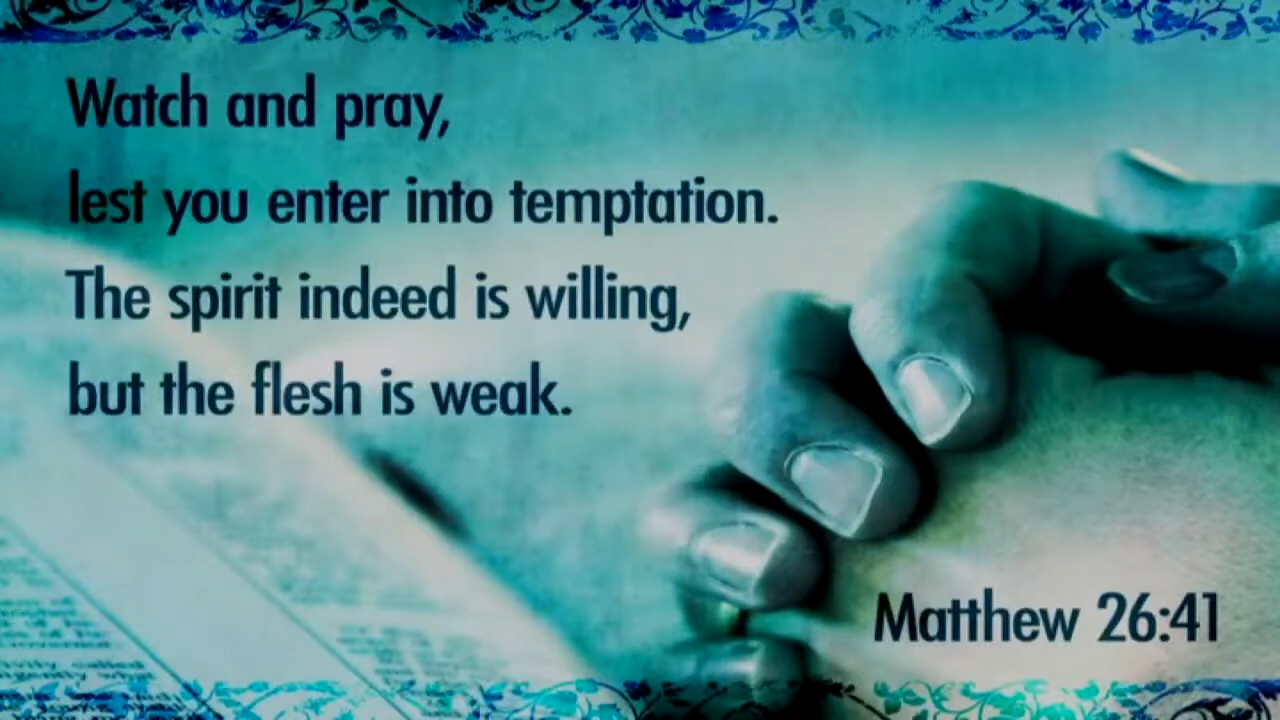 Watch and pray,
lest you enter into temptation.
The spirit indeed is willing,
but the flesh is weak.
Matthew 26:41